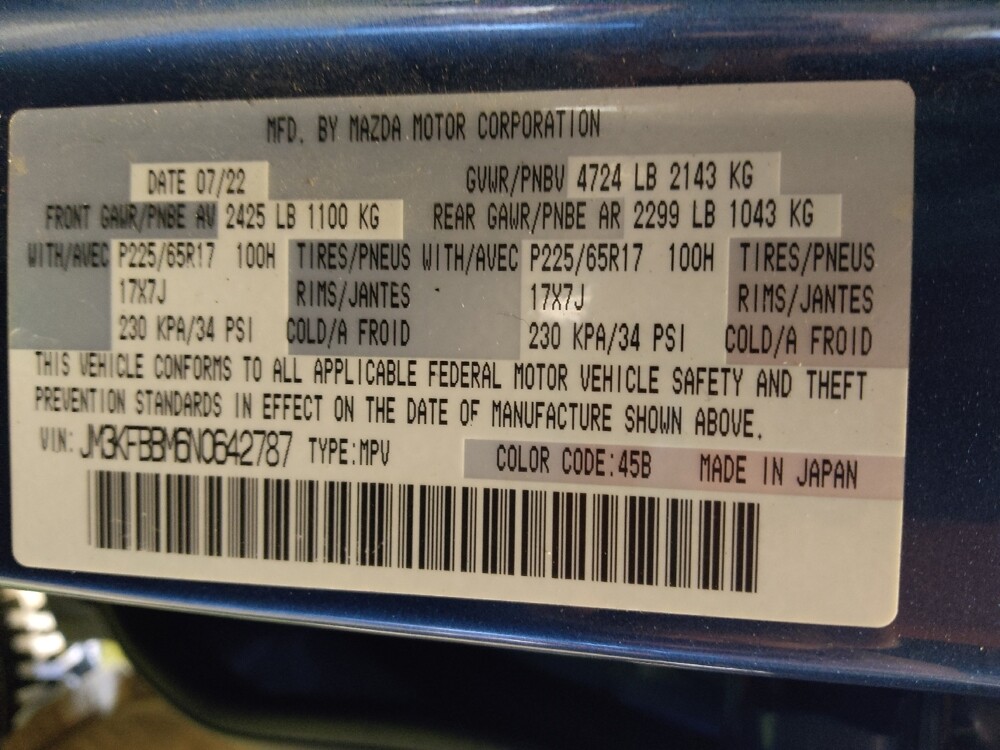 MFD. BY MAZDA MOTOR CORPORATION
DATE 07/22 GVWR/PNBV 4724 LB 2143 KG
FRONT GAWR/PNBE AV 2425 LB 1100 KG REAR GAWR/PNBE AR 2299 LB 1043 KG
WITH/AVEC P225/65R17 100H TIRES/PNEUS WITH/AVEC P225/65R17 100H TIRES/PNEUS
17X7J RIMS/JANTES 17X7J RIMS/JANTES
230 KPA/34 PSI COLD/A FROID 230 KPA/34 PSI COLD/A FROID
THIS VEHICLE CONFORMS TO ALL APPLICABLE FEDERAL MOTOR VEHICLE SAFETY AND THEFT
PREVENTION STANDARDS IN EFFECT ON THE DATE OF MANUFACTURE SHOWN ABOVE.
VIN: JM3KFBBM6N0642787 TYPE:MPV COLOR CODE:45B MADE IN JAPAN